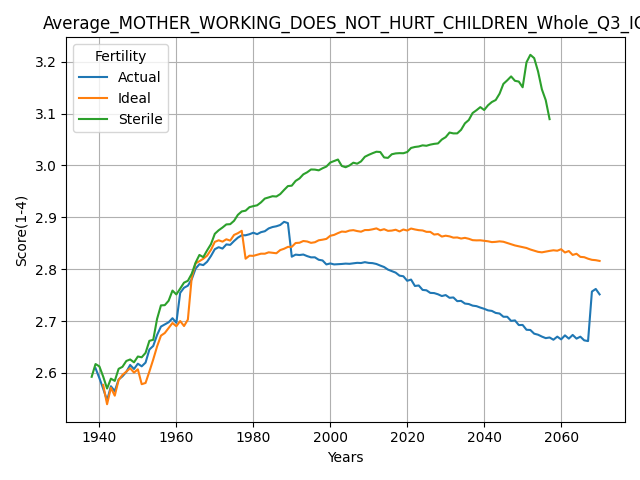 Average_MOTHER_WORKING_DOES_NOT_HURT_CHILDREN_Whole_Q3_IC
Fertility
Actual
Ideal
Sterile
Score(1-4)
3.2
3.1
3.0
2.9
2.8
2.7
2.6
1940 1960 1980 2000 2020 2040 2060
Years